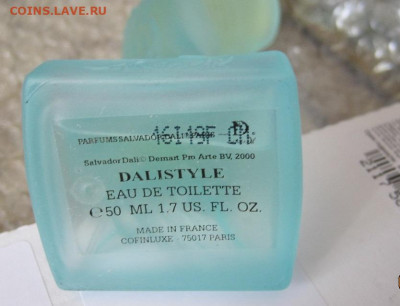 COINS.LAVE.RU
PARFUMS SALVADOR DALI
Salvador Dali © Demart Pro Arte BV, 2000
DALISTYLE
EAU DE TOILETTE
℮50 ML 1.7 US. FL. OZ.
MADE IN FRANCE
COFINLUXE - 75017 PARIS